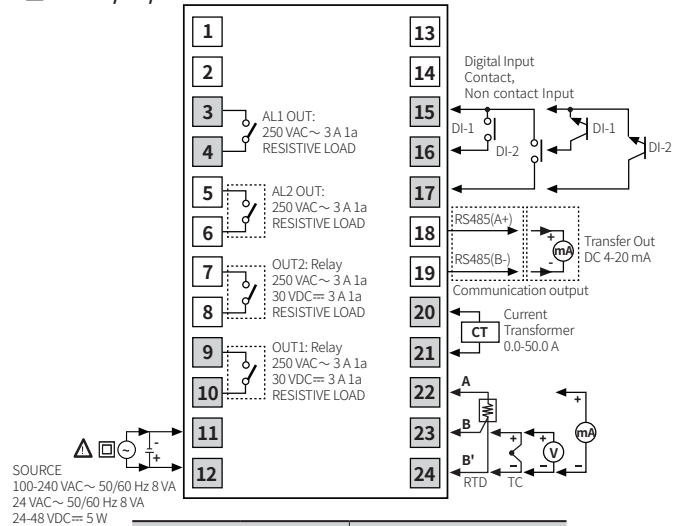 1
2
3
4
5
6
7
8
9
10
11
12
13
14
15
16
17
18
19
20
21
22
23
24
AL1 OUT:
250 VAC～ 3 A 1a
RESISTIVE LOAD
AL2 OUT:
250 VAC～ 3 A 1a
RESISTIVE LOAD
OUT2: Relay
250 VAC～ 3 A 1a
30 VDC⎓ 3 A 1a
RESISTIVE LOAD
OUT1: Relay
250 VAC～ 3 A 1a
30 VDC⎓ 3 A 1a
RESISTIVE LOAD
- 
+
SOURCE
100-240 VAC～ 50/60 Hz 8 VA
24 VAC～ 50/60 Hz 8 VA
24-48 VDC⎓ 5 W
Digital Input
Contact,
Non contact Input
DI-1
DI-2
DI-1
DI-2
RS485(A+)
RS485(B-)
+
mA
-
Transfer Out
DC 4-20 mA
Communication output
CT
Current
Transformer
0.0-50.0 A
A
B
B'
RTD
+
−
TC
+
V
−
+
mA
−